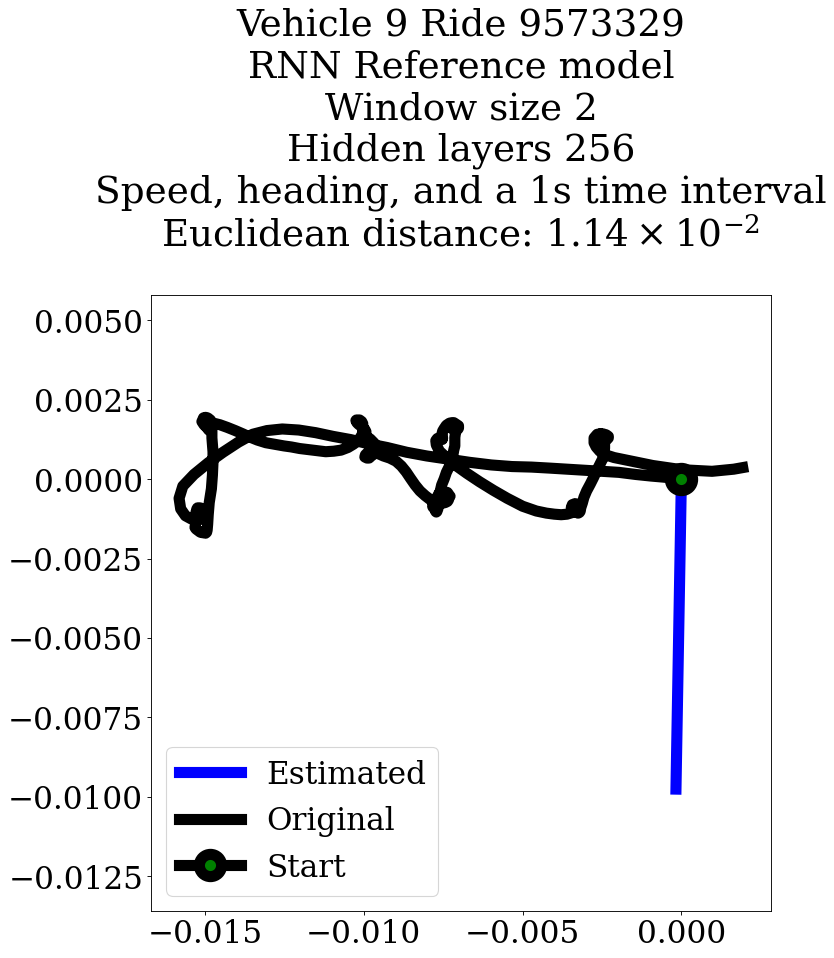 Vehicle 9 Ride 9573329
RNN Reference model
Window size 2
Hidden layers 256
Speed, heading, and a 1s time interval
Euclidean distance: 1.14 × 10⁻²
0.0050
0.0025
0.0000
−0.0025
−0.0050
−0.0075
−0.0100
−0.0125
Estimated
Original
Start
−0.015 −0.010 −0.005 0.000